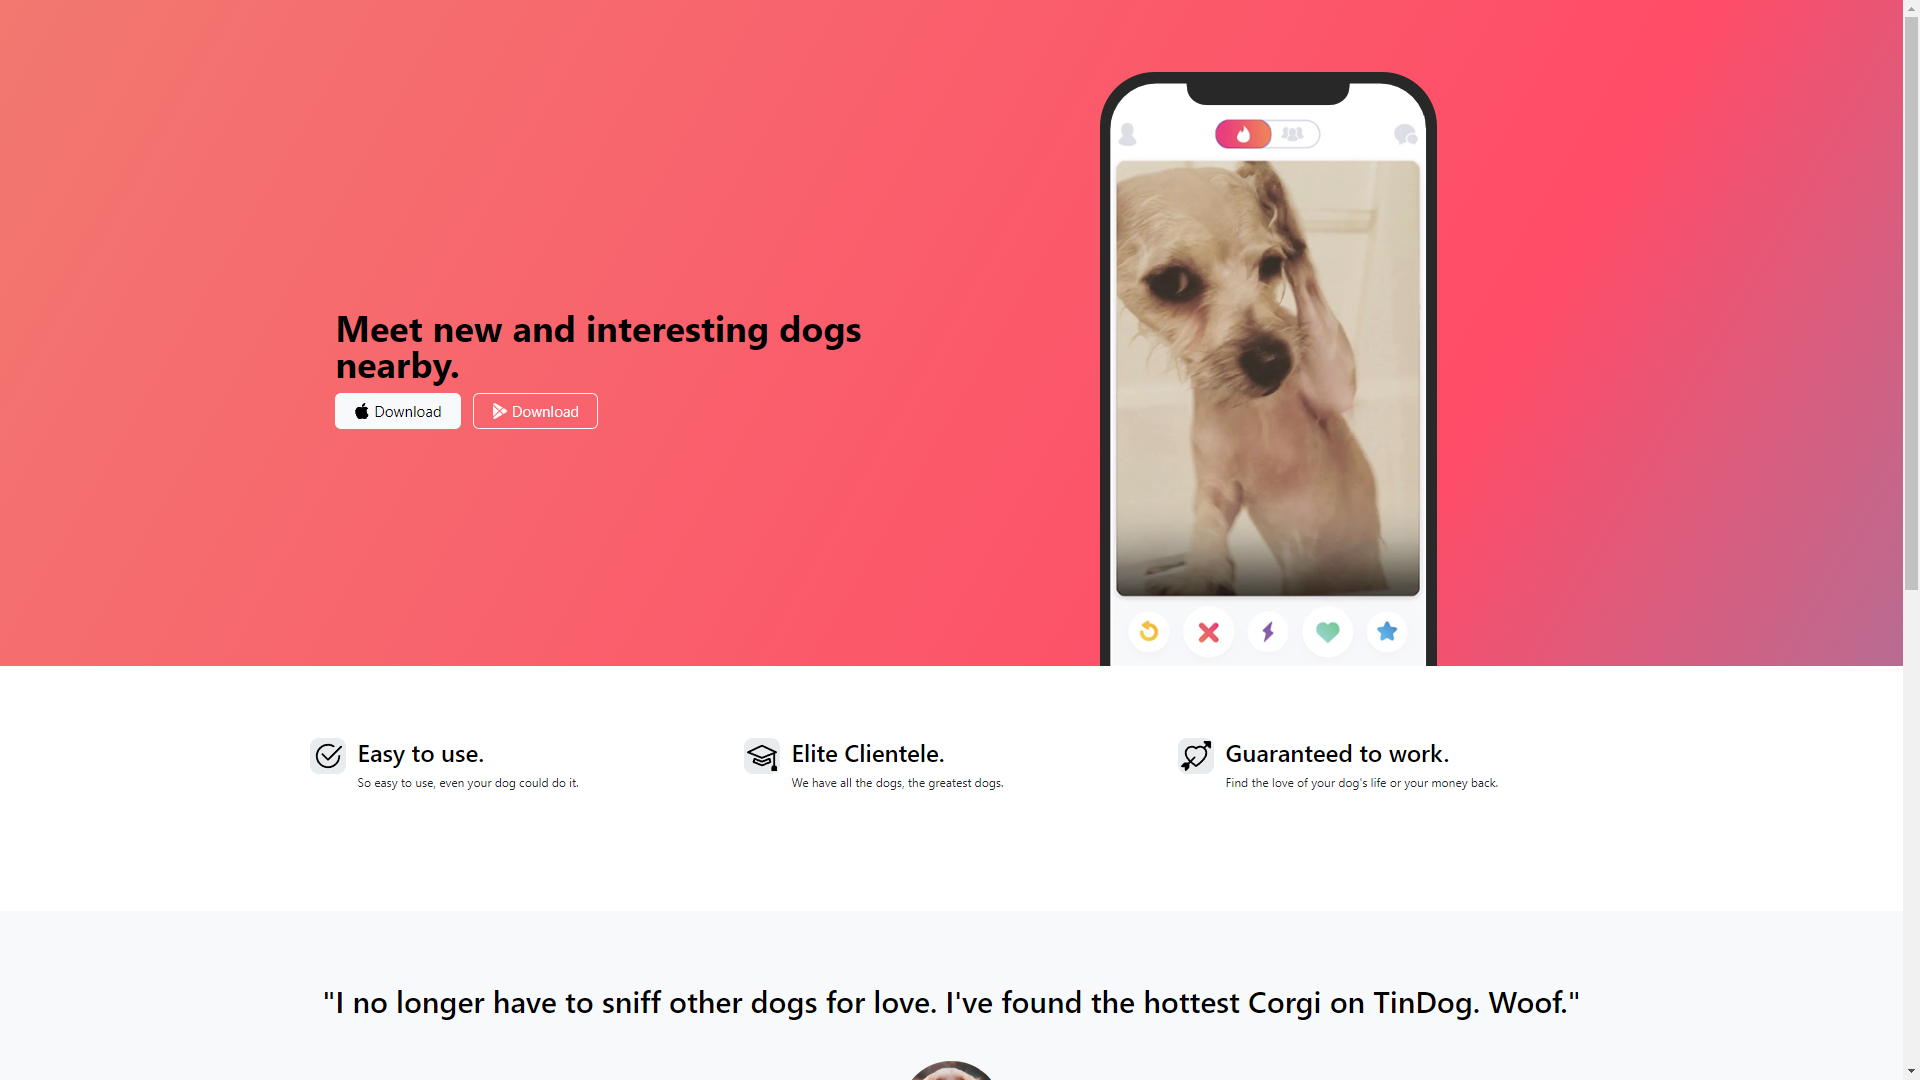 Meet new and interesting dogs
nearby.
Download
Download
Easy to use.
So easy to use, even your dog could do it.
Elite Clientele.
We have all the dogs, the greatest dogs.
Guaranteed to work.
Find the love of your dog's life or your money back.
"I no longer have to sniff other dogs for love. I've found the hottest Corgi on TinDog. Woof."